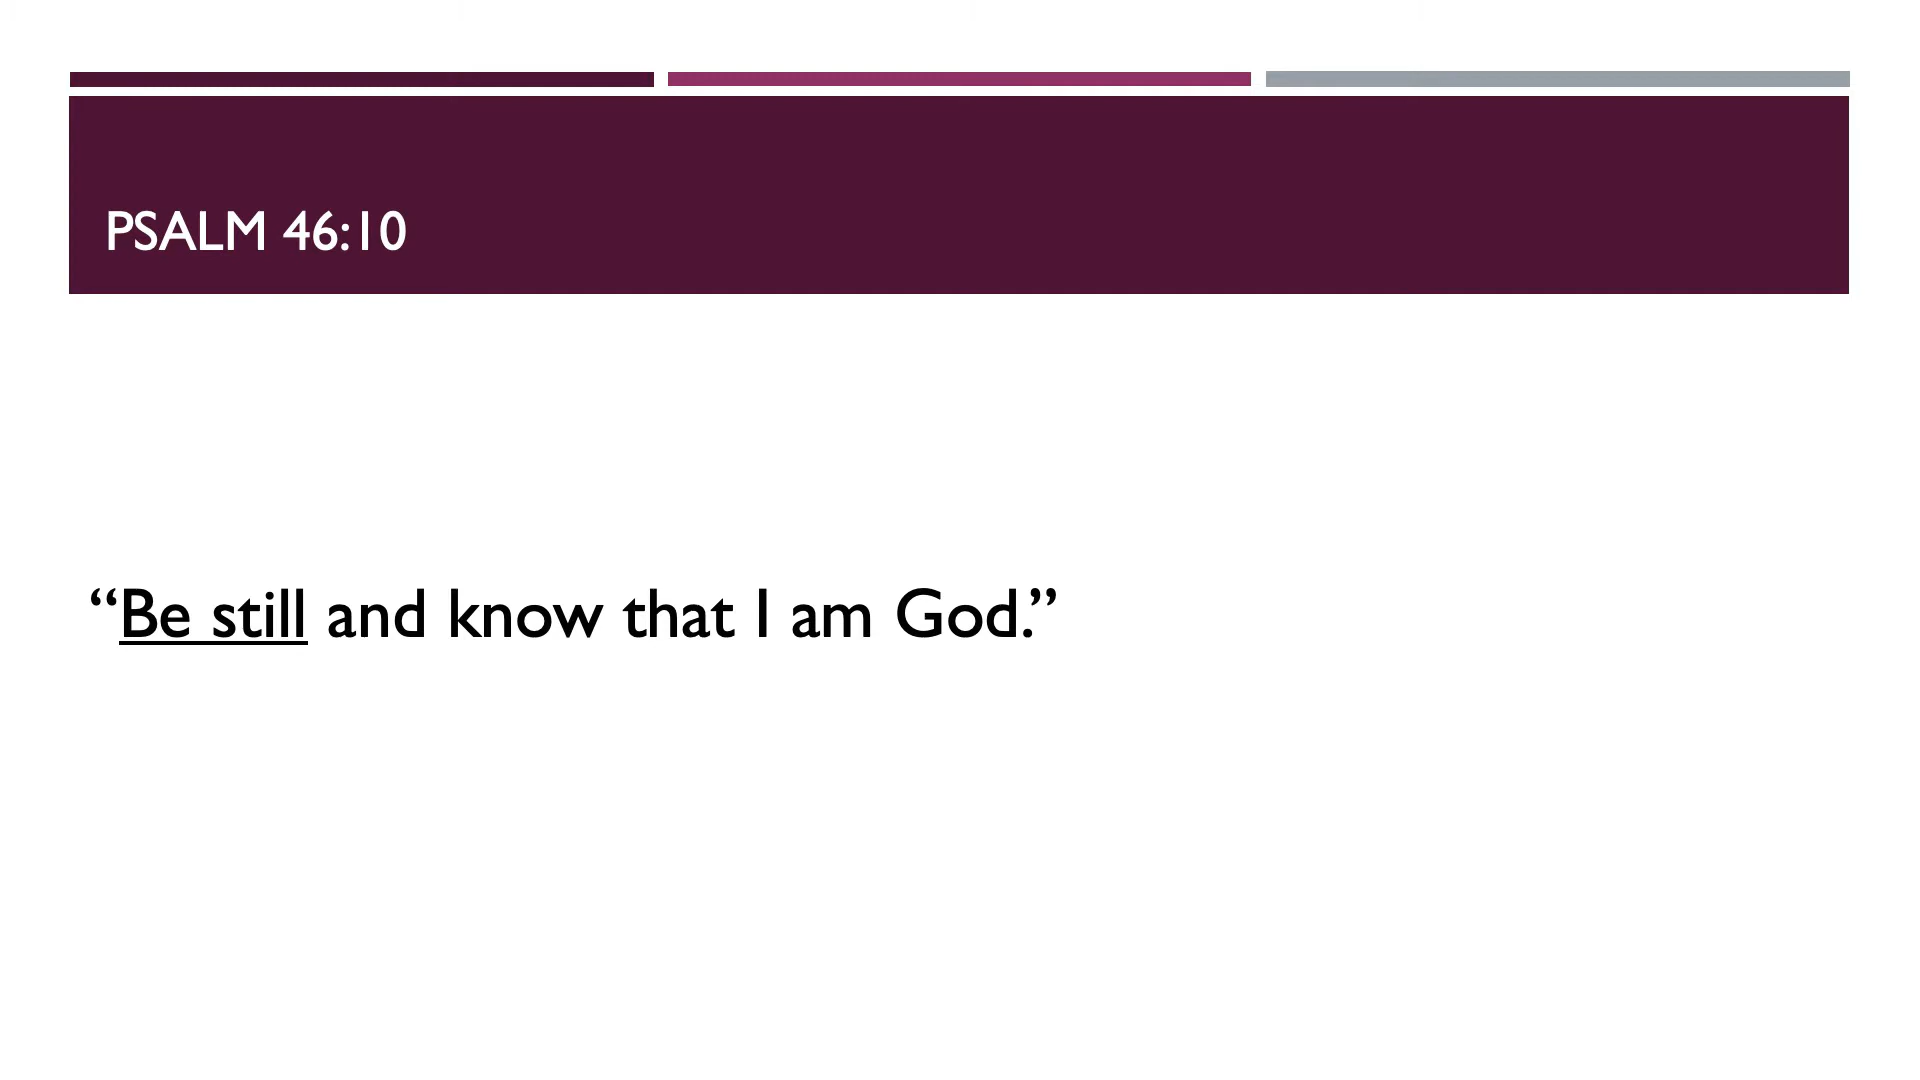 PSALM 46:10
“Be still and know that I am God.”